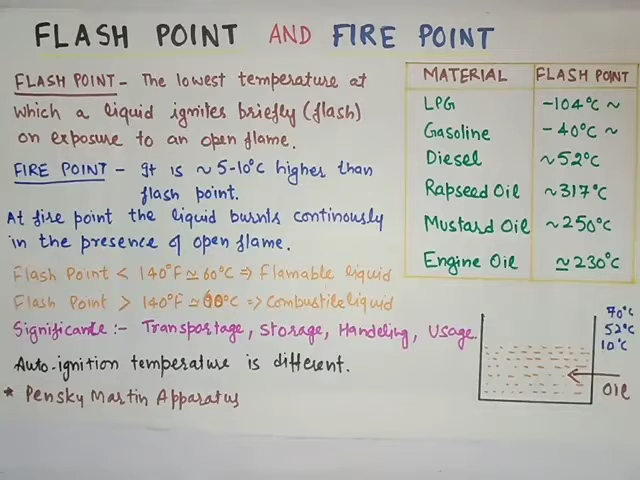 FLASH POINT AND FIRE POINT
FLASH POINT - The lowest temperature at
which a liquid ignites briefly (flash)
on exposure to an open flame.
FIRE POINT - It is ~ 5-10°C higher than
flash point.
At fire point the liquid burnts continously
in the presence of open flame.
Flash Point < 140°F ≃ 60°C ⇒ Flamable liquid
Flash Point > 140°F ≃ 60°C ⇒ Combustile liquid
Significante :- Transportage, Storage, Handeling, Usage.
Auto-ignition temperature is different.
* Pensky Martin Apparatus
MATERIAL FLASH POINT
LPG -104°C ~
Gasoline -40°C ~
Diesel ~52°C
Rapseed Oil ~317°C
Mustard Oil ~250°C
Engine Oil ≃230°C
70°C
52°C
10°C
OIL